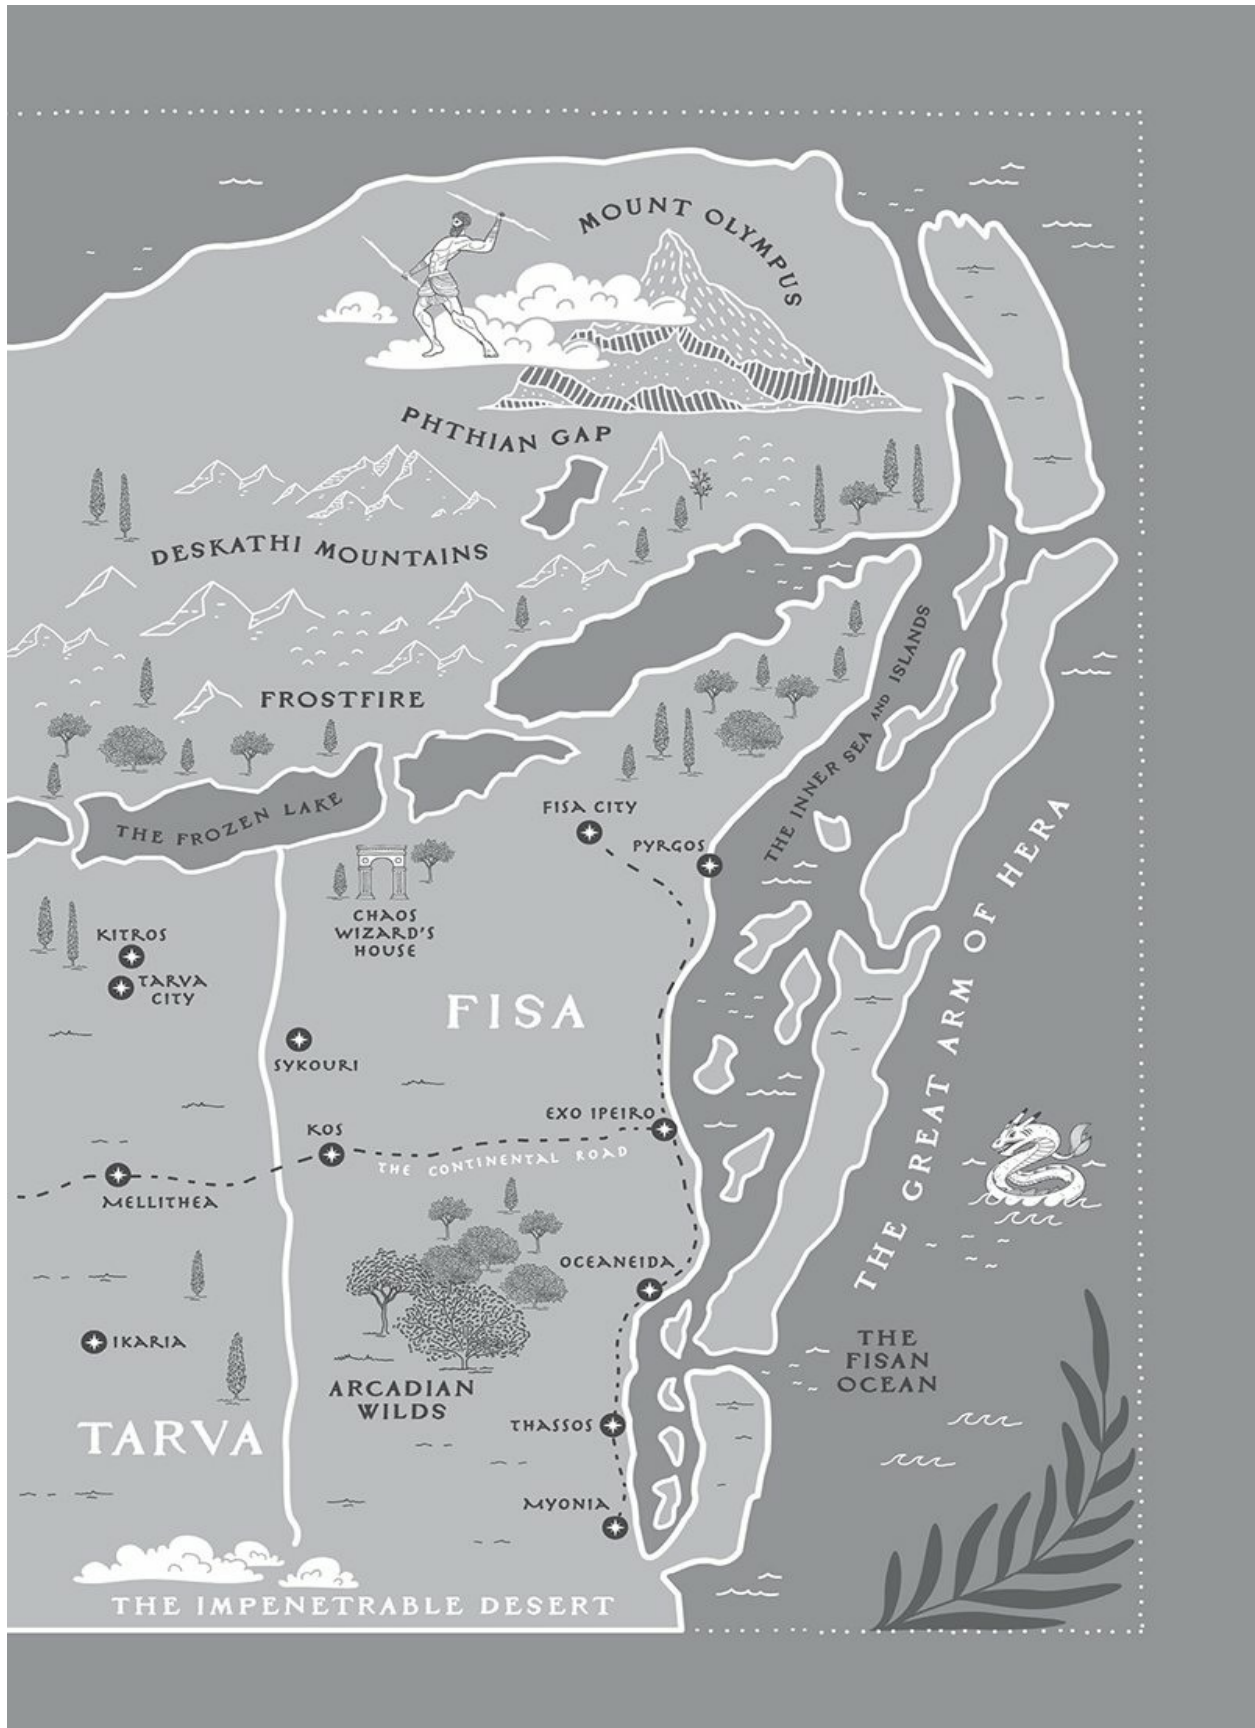 MOUNT OLYMPUS
PHTHIAN GAP
DESKATHI MOUNTAINS
FROSTFIRE
THE INNER SEA AND ISLANDS
THE FROZEN LAKE
FISA CITY
PYRGOS
CHAOS
WIZARD'S
HOUSE
KITROS
TARVA
CITY
FISA
THE GREAT ARM OF HERA
SYKOURI
EXO IPEIRO
KOS
THE CONTINENTAL ROAD
MELLITHEA
OCEANEIDA
IKARIA
THE
FISAN
OCEAN
ARCADIAN
WILDS
TARVA
THASSOS
MYONIA
THE IMPENETRABLE DESERT